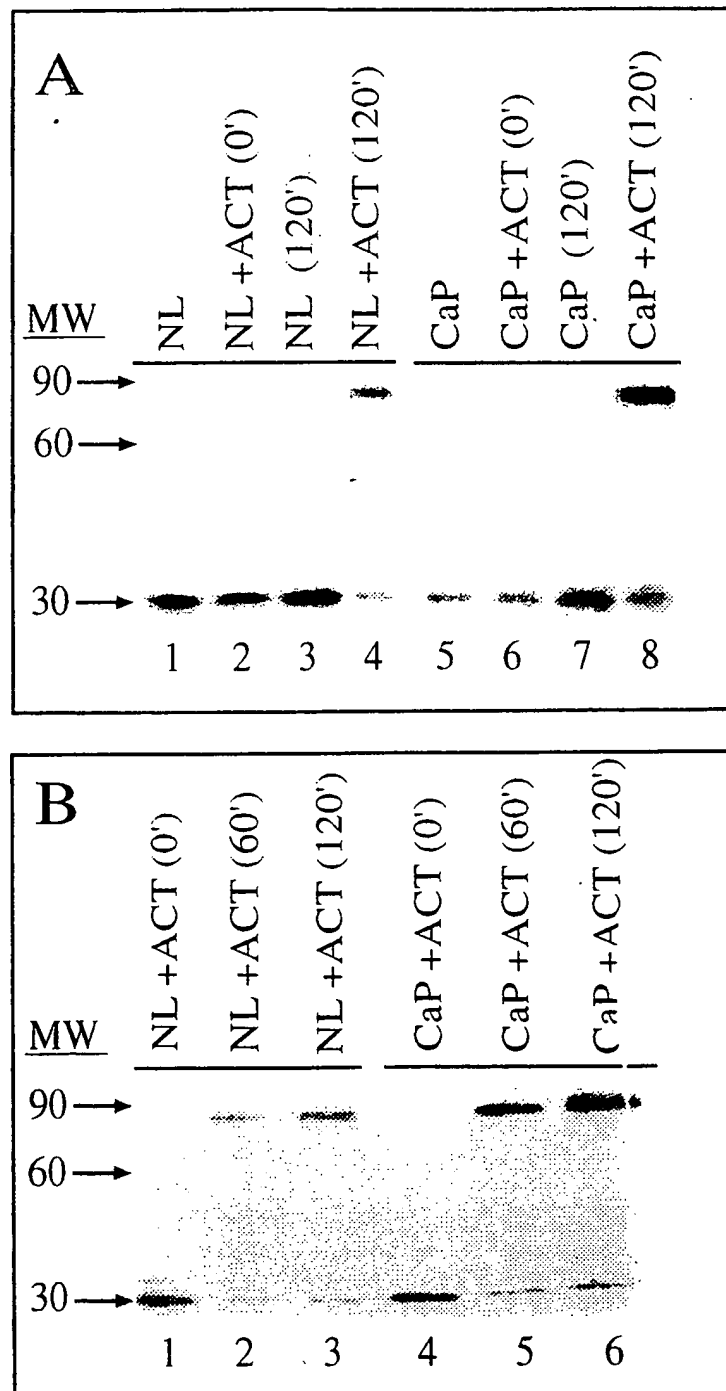 A
NL
NL +ACT (0')
NL (120')
NL +ACT (120')
CaP
CaP +ACT (0')
CaP (120')
CaP +ACT (120')
MW
90
60
30
1 2 3 4 5 6 7 8
B
NL +ACT (0')
NL +ACT (60')
NL +ACT (120')
CaP +ACT (0')
CaP +ACT (60')
CaP +ACT (120')
MW
90
60
30
1 2 3 4 5 6